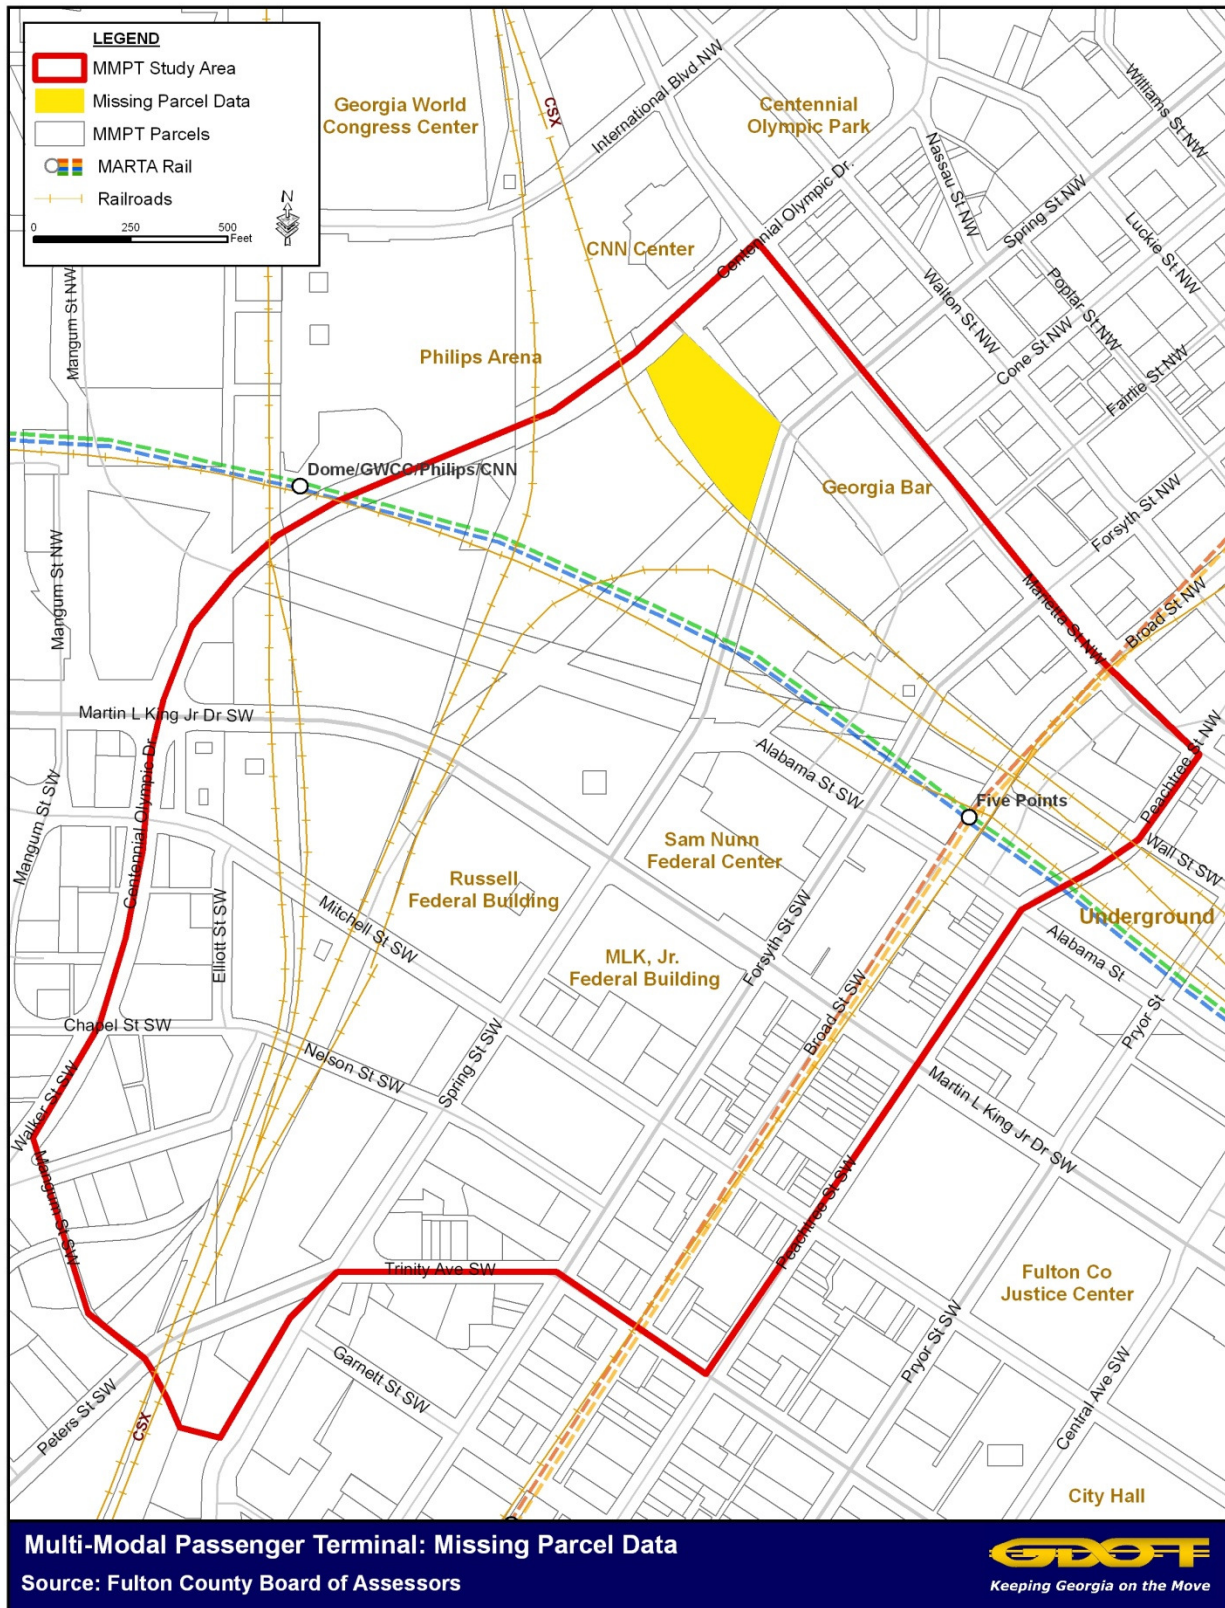 LEGEND
MMPT Study Area
Missing Parcel Data
MMPT Parcels
MARTA Rail
Railroads
N
0 250 500
Feet
Georgia World
Congress Center
CSX
International Blvd NW
Centennial
Olympic Park
Williams St NW
Nassau St NW
Centennial Olympic Dr.
Spring St NW
Luckie St NW
CNN Center
Mangum St NW
Walton St NW
Poplar St NW
Cone St NW
Fairlie St NW
Philips Arena
Dome/GWCC/Philips/CNN
Georgia Bar
Forsyth St NW
Mangum St NW
Marietta St NW
Broad St NW
Martin L King Jr Dr SW
Centennial Olympic Dr
Alabama St SW
Peachtree St NW
Mangum St SW
Five Points
Wall St SW
Sam Nunn
Federal Center
Russell
Federal Building
Underground
Mitchell St SW
Elliott St SW
Forsyth St SW
Alabama St
MLK, Jr.
Federal Building
Broad St SW
Pryor St
Chapel St SW
Nelson St SW
Spring St SW
Walker St SW
Martin L King Jr Dr SW
Mangum St SW
Peachtree St SW
Trinity Ave SW
Fulton Co
Justice Center
Garnett St SW
Pryor St SW
Peters St SW
CSX
Central Ave SW
City Hall
Multi-Modal Passenger Terminal: Missing Parcel Data
Source: Fulton County Board of Assessors
GDOT
Keeping Georgia on the Move